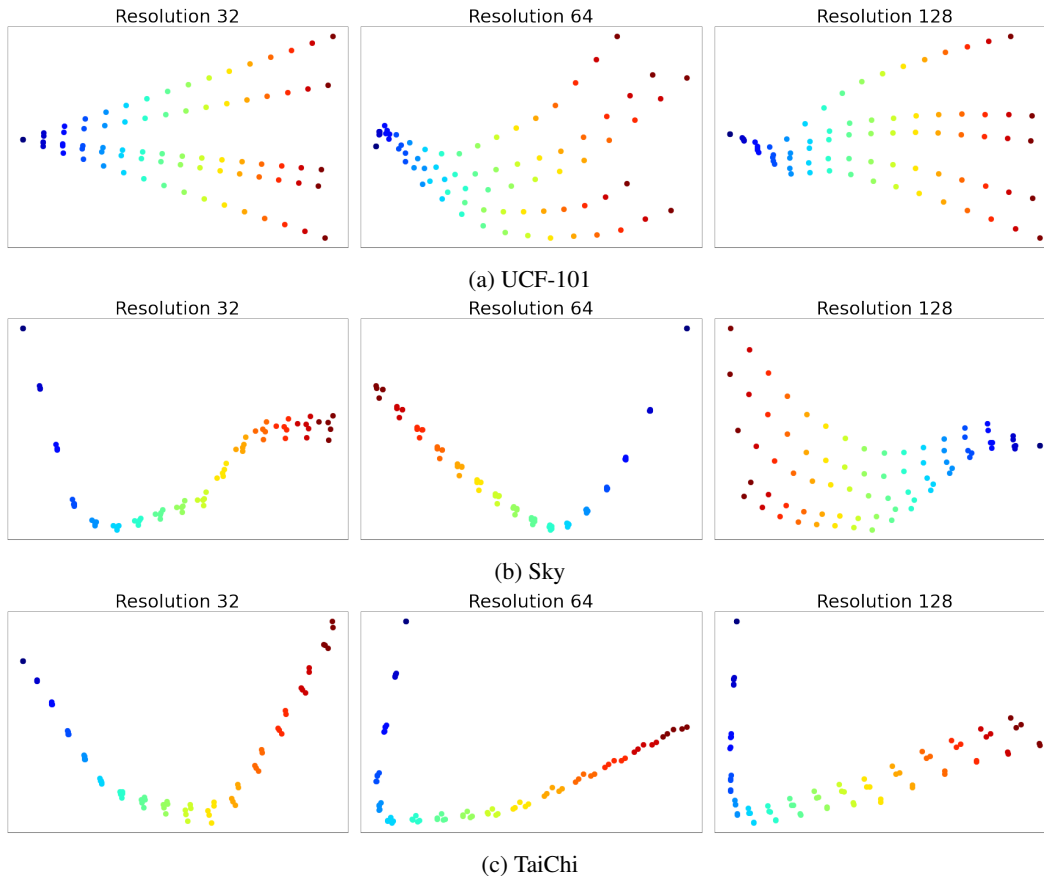 Resolution 32
Resolution 64
Resolution 128
(a) UCF-101
Resolution 32
Resolution 64
Resolution 128
(b) Sky
Resolution 32
Resolution 64
Resolution 128
(c) TaiChi